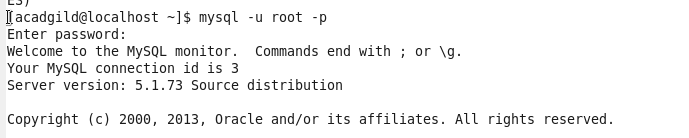 ES)
[acadgild@localhost ~]$ mysql -u root -p
Enter password:
Welcome to the MySQL monitor.  Commands end with ; or \g.
Your MySQL connection id is 3
Server version: 5.1.73 Source distribution
Copyright (c) 2000, 2013, Oracle and/or its affiliates. All rights reserved.